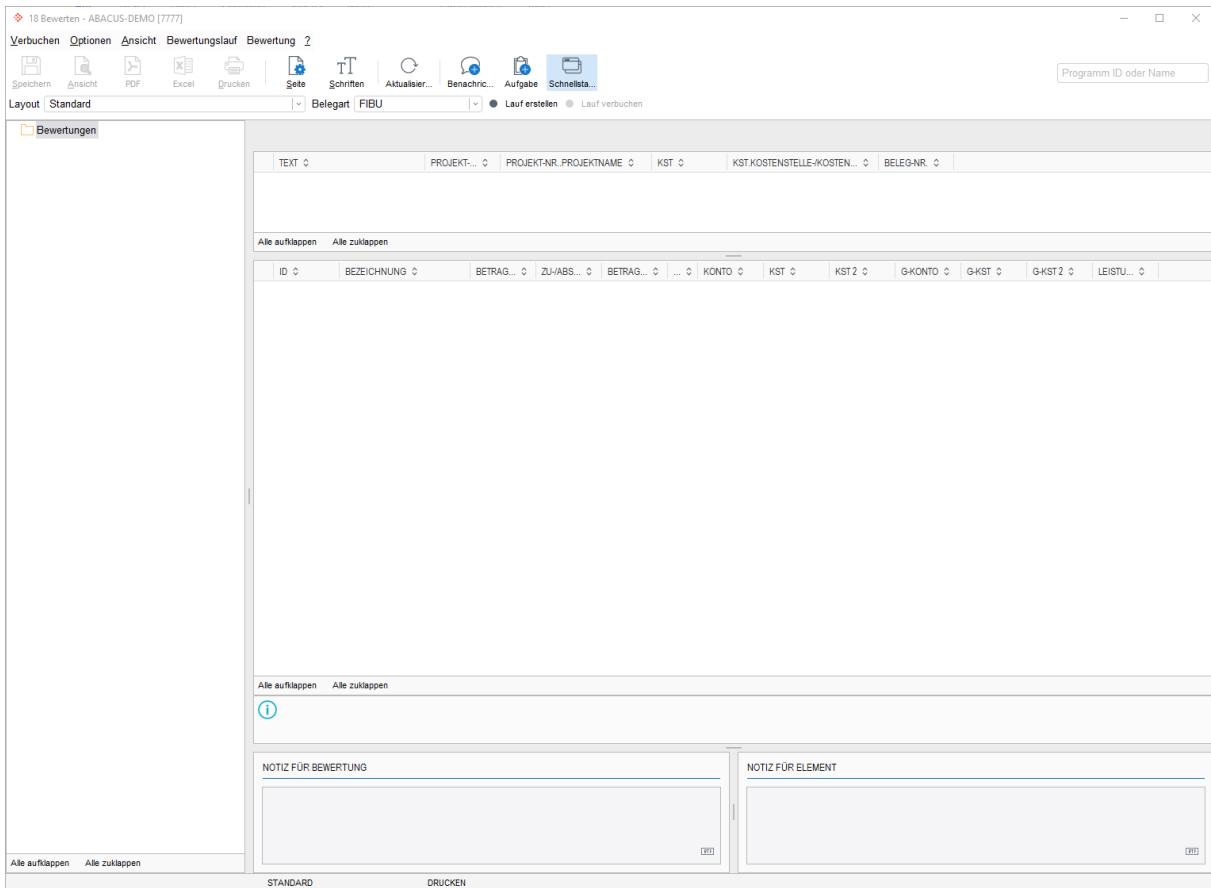 18 Bewerten - ABACUS-DEMO [7777]
Verbuchen Optionen Ansicht Bewertungslauf Bewertung ?
Speichern Ansicht PDF Excel Drucken Seite Schriften Aktualisier... Benachric... Aufgabe Schnellsta...
Programm ID oder Name
Layout Standard Belegart FIBU Lauf erstellen Lauf verbuchen
Bewertungen
TEXT PROJEKT-... PROJEKT-NR..PROJEKTNAME KST KST.KOSTENSTELLE-/KOSTEN... BELEG-NR.
Alle aufklappen Alle zuklappen
ID BEZEICHNUNG BETRAG... ZU-/ABS... BETRAG... ... KONTO KST KST 2 G-KONTO G-KST G-KST 2 LEISTU...
Alle aufklappen Alle zuklappen
NOTIZ FÜR BEWERTUNG
NOTIZ FÜR ELEMENT
Alle aufklappen Alle zuklappen
STANDARD DRUCKEN